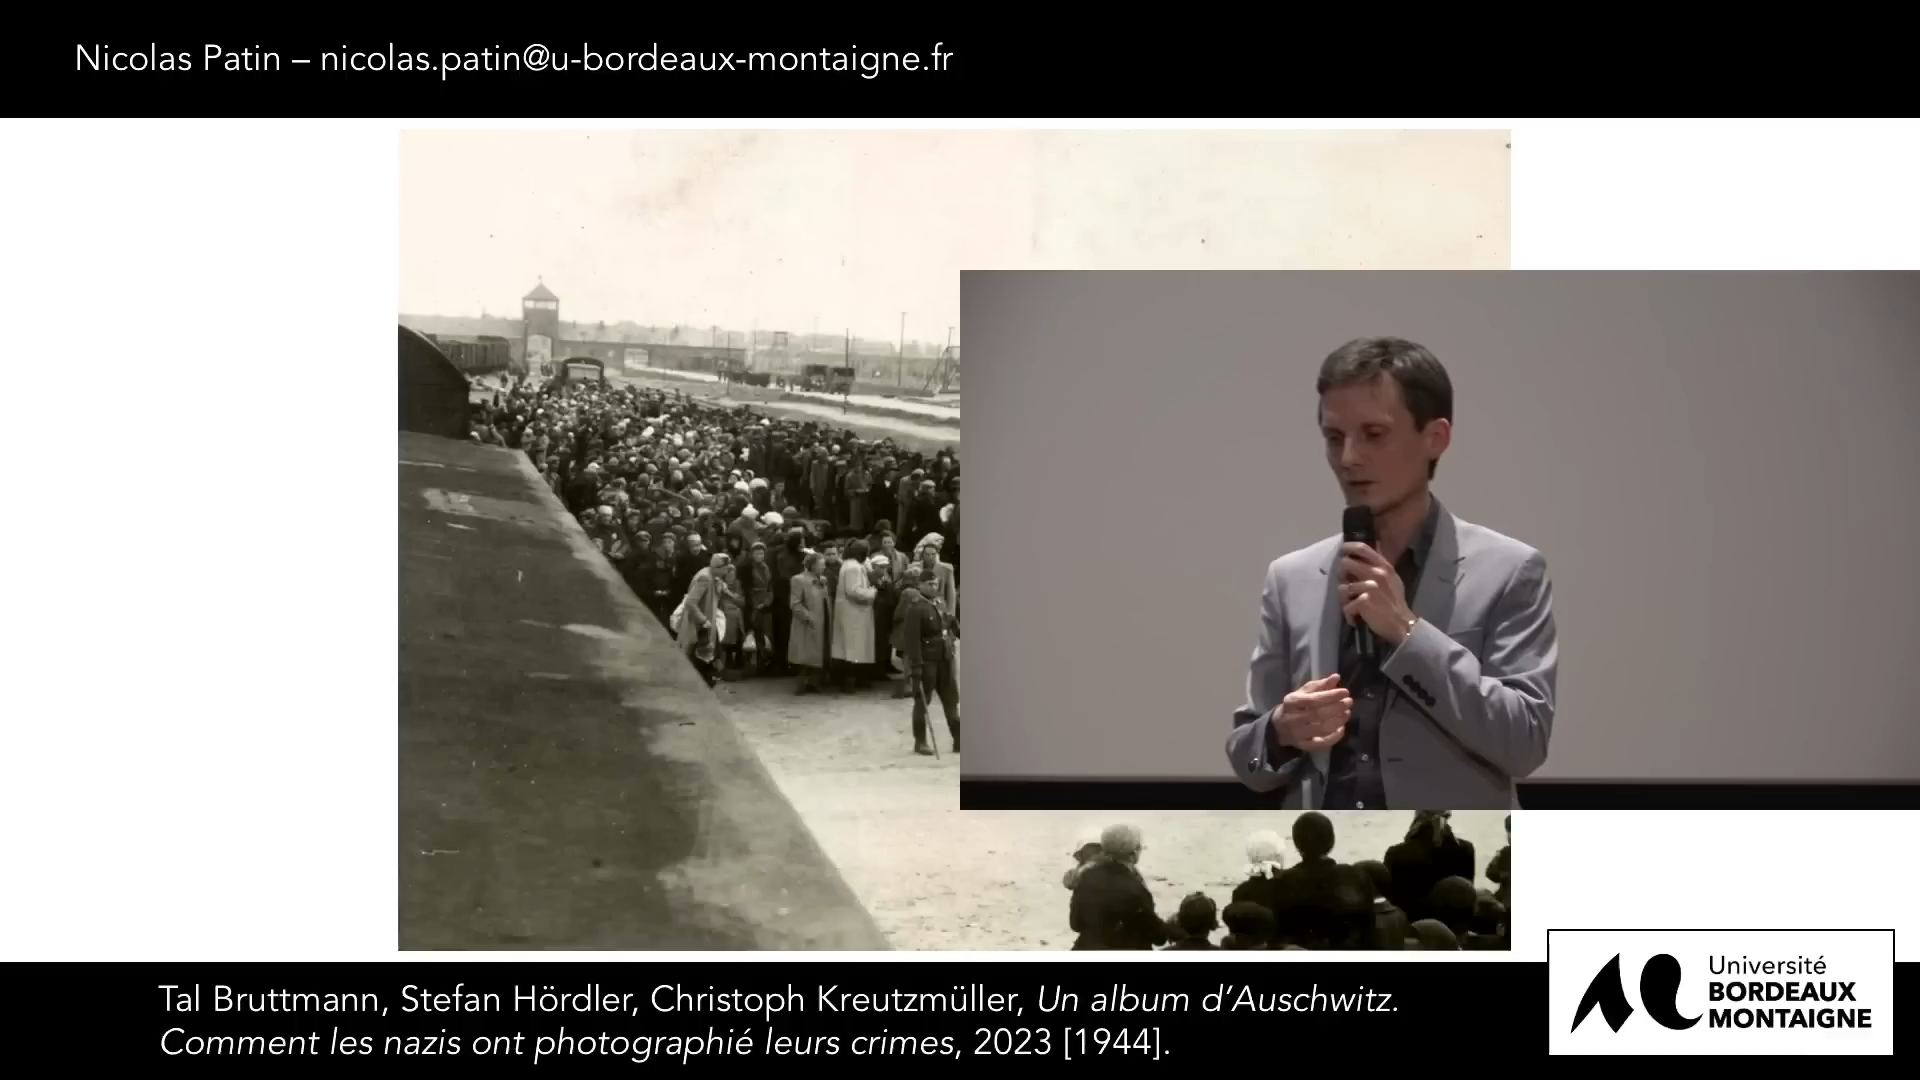 Nicolas Patin – nicolas.patin@u-bordeaux-montaigne.fr
Tal Bruttmann, Stefan Hördler, Christoph Kreutzmüller, Un album d’Auschwitz.
Comment les nazis ont photographié leurs crimes, 2023 [1944].
Université
BORDEAUX
MONTAIGNE